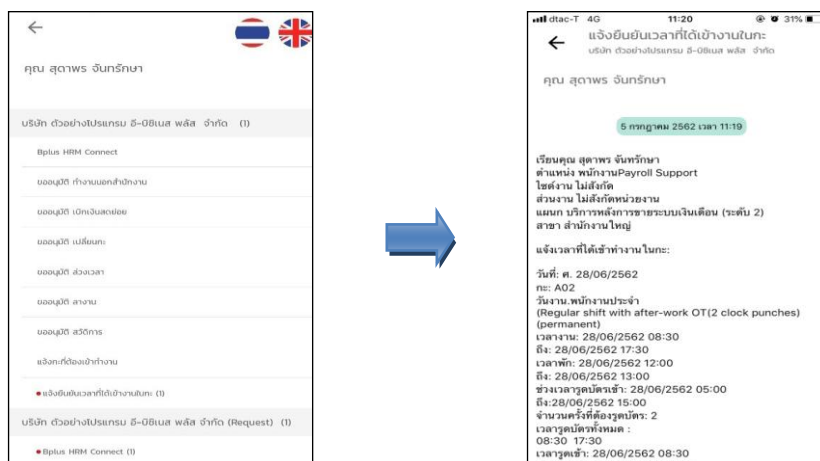 คุณ สุดาพร จันทรักษา
บริษัท ตัวอย่างโปรแกรม อี-บิซิเนส พลัส จำกัด (1)
Bplus HRM Connect
ขออนุมัติ ทำงานนอกสำนักงาน
ขออนุมัติ เบิกเงินสดย่อย
ขออนุมัติ เปลี่ยนกะ
ขออนุมัติ ล่วงเวลา
ขออนุมัติ ลางาน
ขออนุมัติ สวัสดิการ
แจ้งกะที่ต้องเข้าทำงาน
แจ้งยืนยันเวลาที่ได้เข้างานในกะ (1)
บริษัท ตัวอย่างโปรแกรม อี-บิซิเนส พลัส จำกัด (Request) (1)
Bplus HRM Connect (1)
dtac-T 4G 11:20 31%
แจ้งยืนยันเวลาที่ได้เข้างานในกะ
บริษัท ตัวอย่างโปรแกรม อี-บิซิเนส พลัส จำกัด
คุณ สุดาพร จันทรักษา
5 กรกฎาคม 2562 เวลา 11:19
เรียนคุณ สุดาพร จันทรักษา
ตำแหน่ง พนักงานPayroll Support
ไซต์งาน ไม่สังกัด
ส่วนงาน ไม่สังกัดหน่วยงาน
แผนก บริการหลังการขายระบบเงินเดือน (ระดับ 2)
สาขา สำนักงานใหญ่
แจ้งเวลาที่ได้เข้าทำงานในกะ:
วันที่: ศ. 28/06/2562
กะ: A02
วันงาน.พนักงานประจำ
(Regular shift with after-work OT(2 clock punches)
(permanent)
เวลางาน: 28/06/2562 08:30
ถึง: 28/06/2562 17:30
เวลาพัก: 28/06/2562 12:00
ถึง: 28/06/2562 13:00
ช่วงเวลารูดบัตรเข้า: 28/06/2562 05:00
ถึง:28/06/2562 15:00
จำนวนครั้งที่ต้องรูดบัตร: 2
เวลารูดบัตรทั้งหมด :
08:30 17:30
เวลารูดเข้า: 28/06/2562 08:30